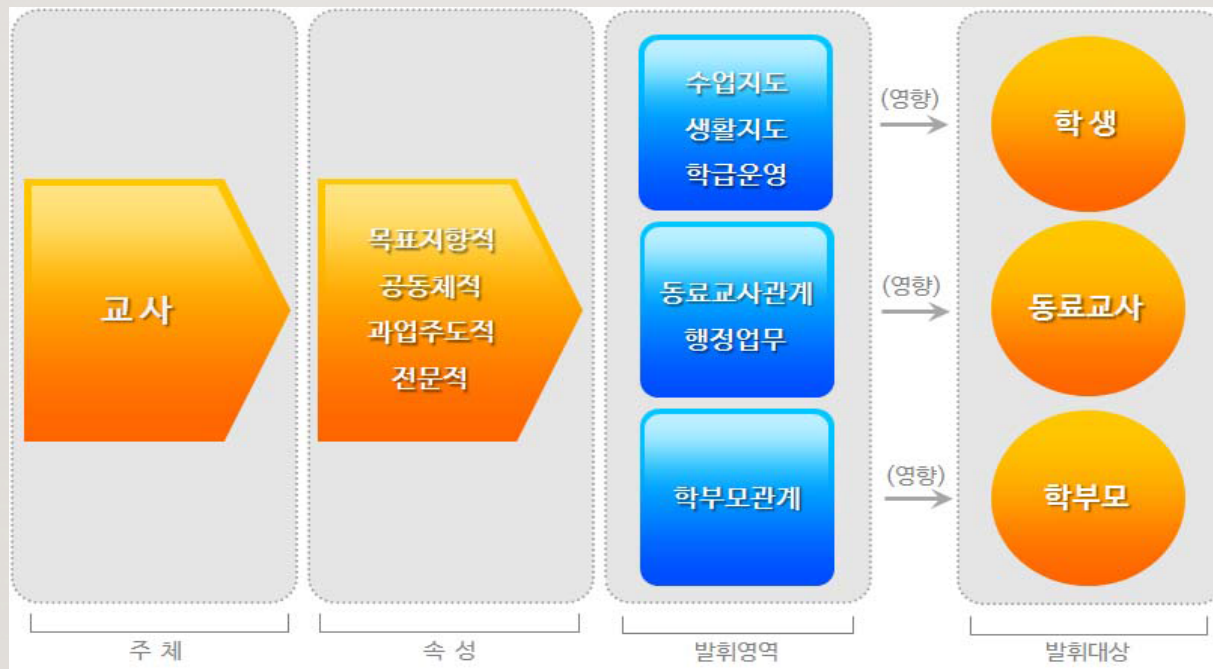 교사
목표지향적
공동체적
과업주도적
전문적
수업지도
생활지도
학급운영
(영향)
학생
동료교사관계
행정업무
(영향)
동료교사
학부모관계
(영향)
학부모
주 체
속 성
발휘영역
발휘대상